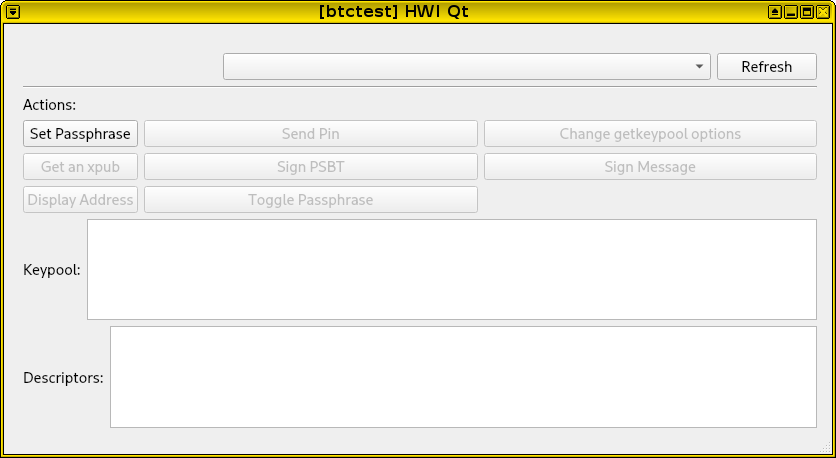 [btctest] HWI Qt
Refresh
Actions:
Set Passphrase Send Pin Change getkeypool options
Get an xpub Sign PSBT Sign Message
Display Address Toggle Passphrase
Keypool:
Descriptors: